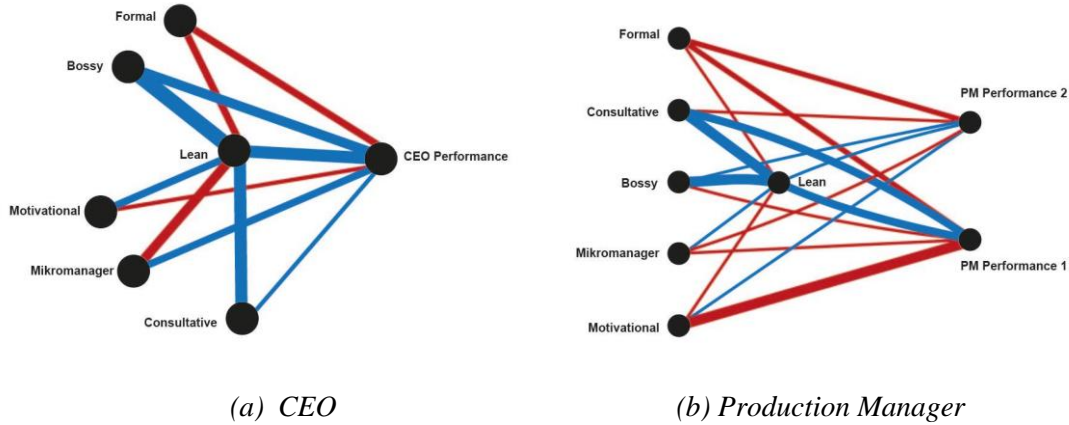 Formal
Bossy
Lean
CEO Performance
Motivational
Mikromanager
Consultative
(a) CEO
Formal
PM Performance 2
Consultative
Bossy
Lean
Mikromanager
PM Performance 1
Motivational
(b) Production Manager